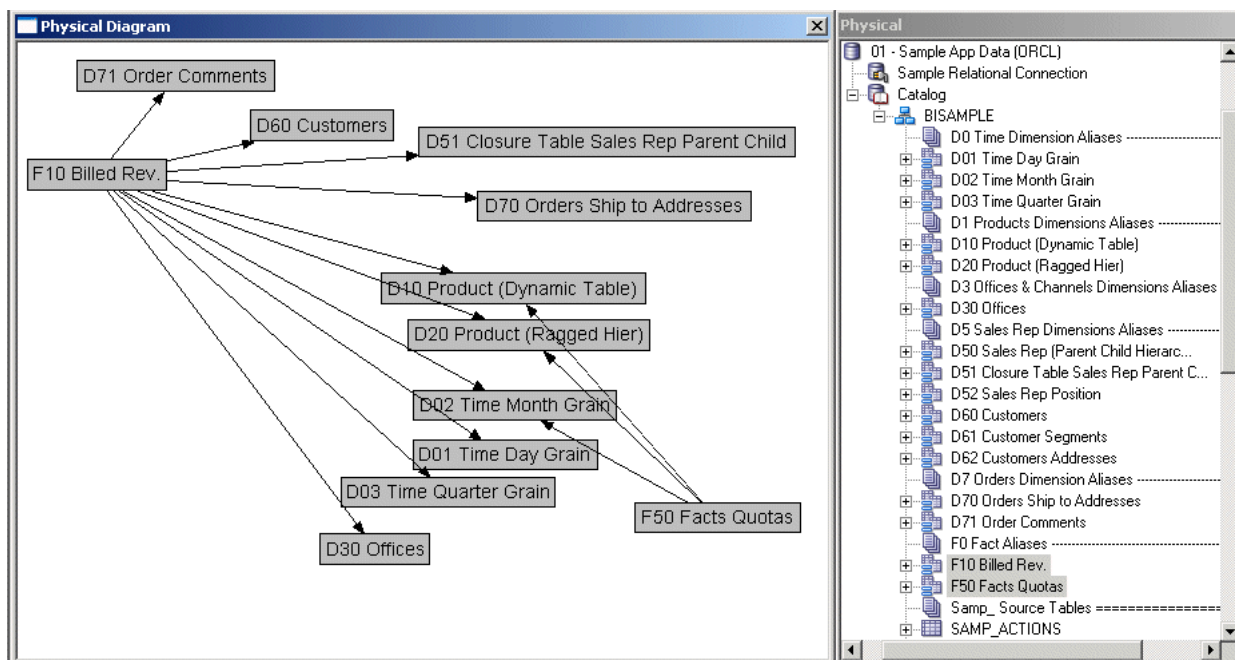 Physical Diagram
D71 Order Comments
D60 Customers
D51 Closure Table Sales Rep Parent Child
F10 Billed Rev.
D70 Orders Ship to Addresses
D10 Product (Dynamic Table)
D20 Product (Ragged Hier)
D02 Time Month Grain
D01 Time Day Grain
D03 Time Quarter Grain
F50 Facts Quotas
D30 Offices
Physical
01 - Sample App Data (ORCL)
Sample Relational Connection
Catalog
BISAMPLE
D0 Time Dimension Aliases ---------------
D01 Time Day Grain
D02 Time Month Grain
D03 Time Quarter Grain
D1 Products Dimensions Aliases ----------
D10 Product (Dynamic Table)
D20 Product (Ragged Hier)
D3 Offices & Channels Dimensions Aliases
D30 Offices
D5 Sales Rep Dimensions Aliases ---------
D50 Sales Rep (Parent Child Hierarc...
D51 Closure Table Sales Rep Parent C...
D52 Sales Rep Position
D60 Customers
D61 Customer Segments
D62 Customers Addresses
D7 Orders Dimension Aliases -------------
D70 Orders Ship to Addresses
D71 Order Comments
F0 Fact Aliases -------------------------
F10 Billed Rev.
F50 Facts Quotas
Samp_ Source Tables ================
SAMP_ACTIONS